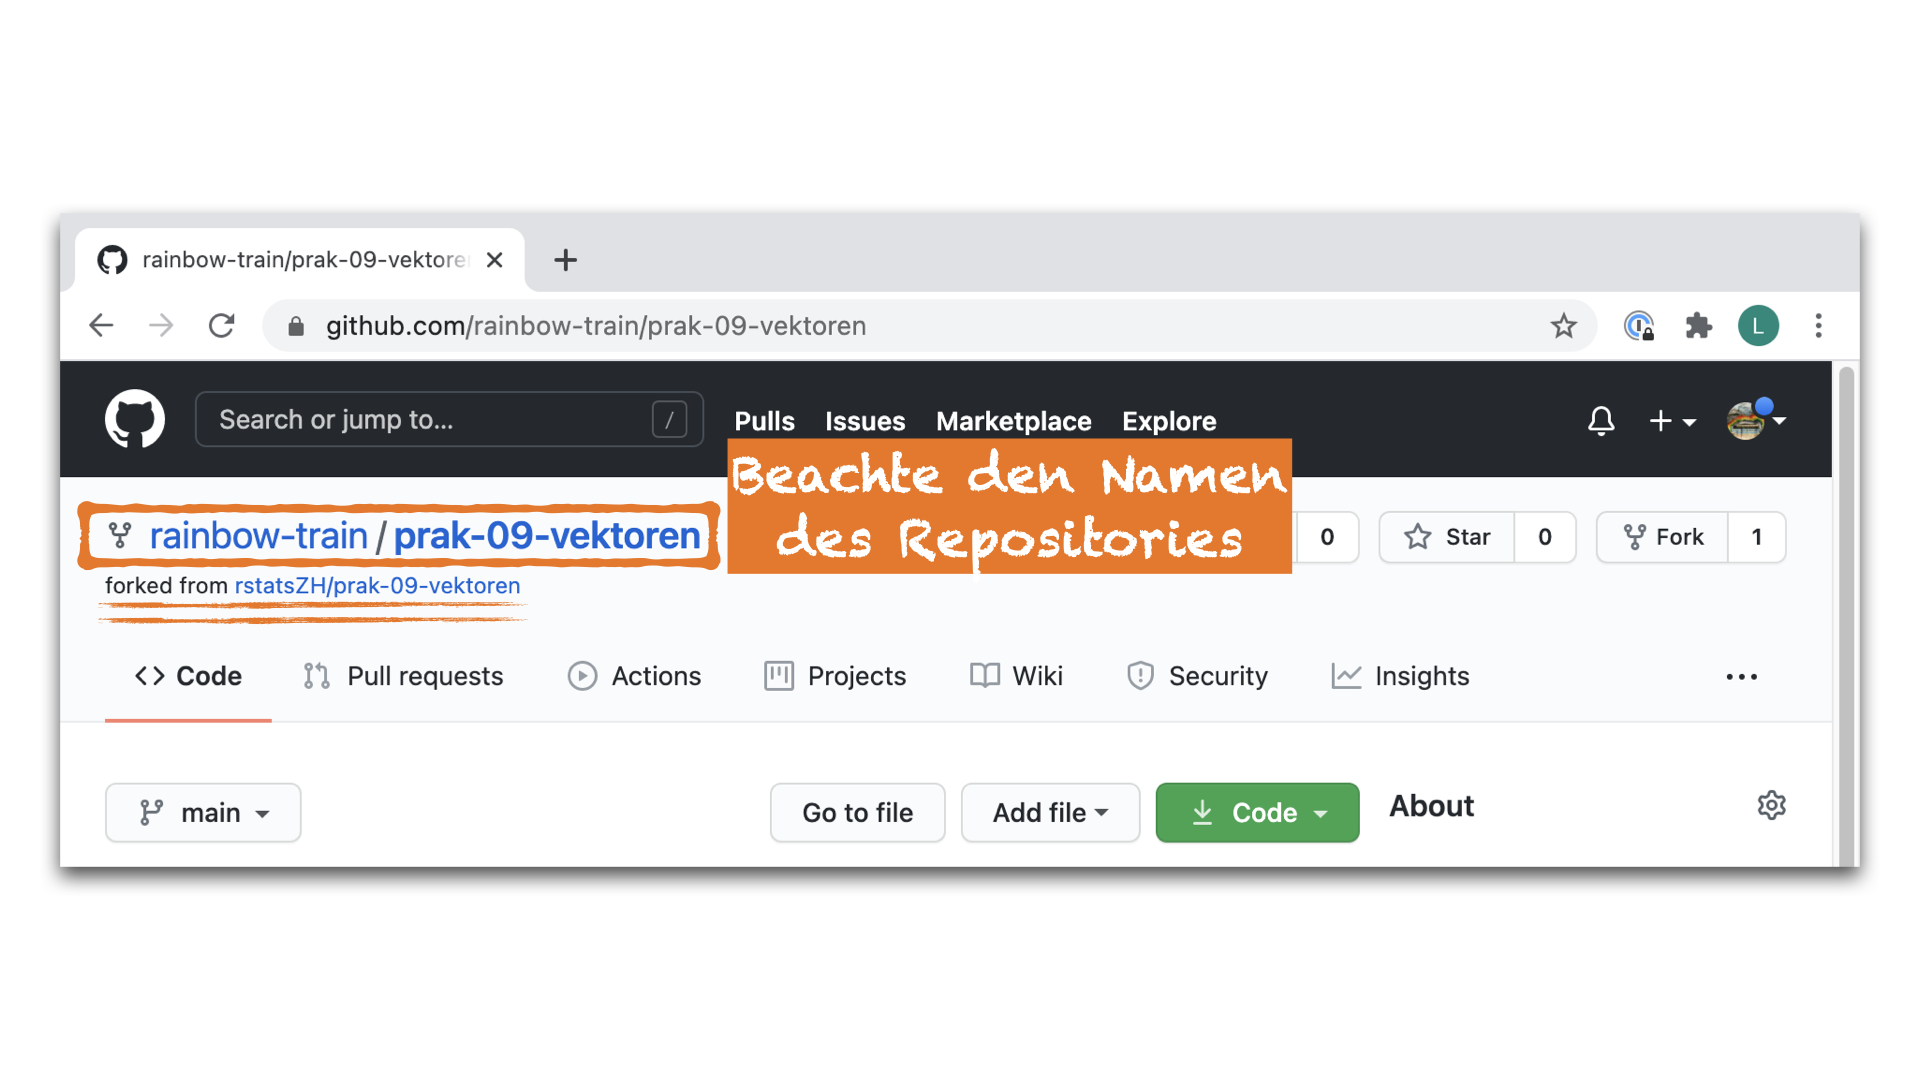 rainbow-train/prak-09-vektore
github.com/rainbow-train/prak-09-vektoren
L
Search or jump to...
/
Pulls Issues Marketplace Explore
Beachte den Namen
des Repositories
rainbow-train / prak-09-vektoren
0 Star 0 Fork 1
forked from rstatsZH/prak-09-vektoren
Code Pull requests Actions Projects Wiki Security Insights
main Go to file Add file Code About